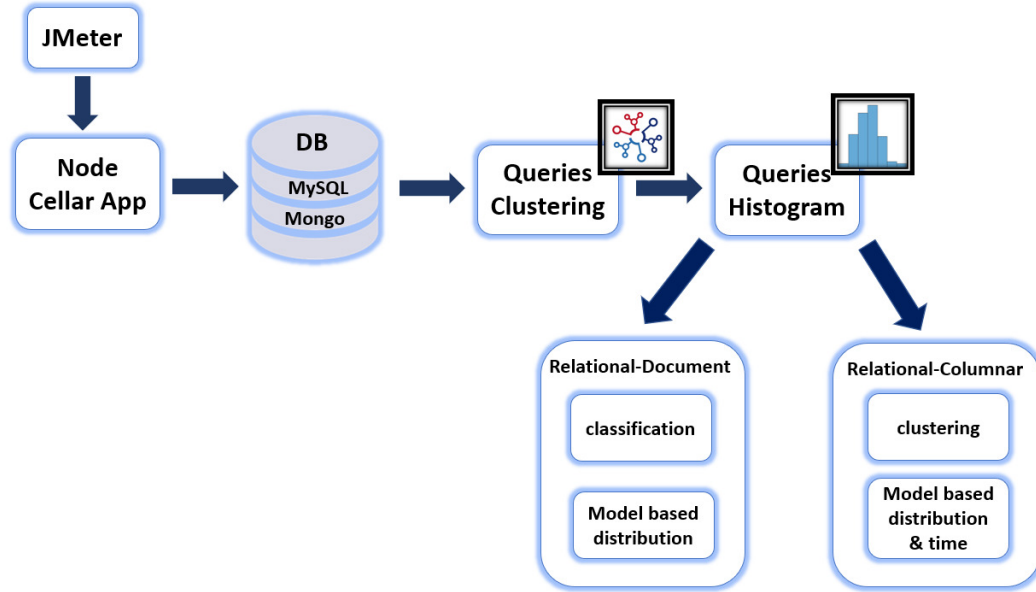 JMeter
Node
Cellar App
DB
MySQL
Mongo
Queries
Clustering
Queries
Histogram
Relational-Document
classification
Model based
distribution
Relational-Columnar
clustering
Model based
distribution
& time